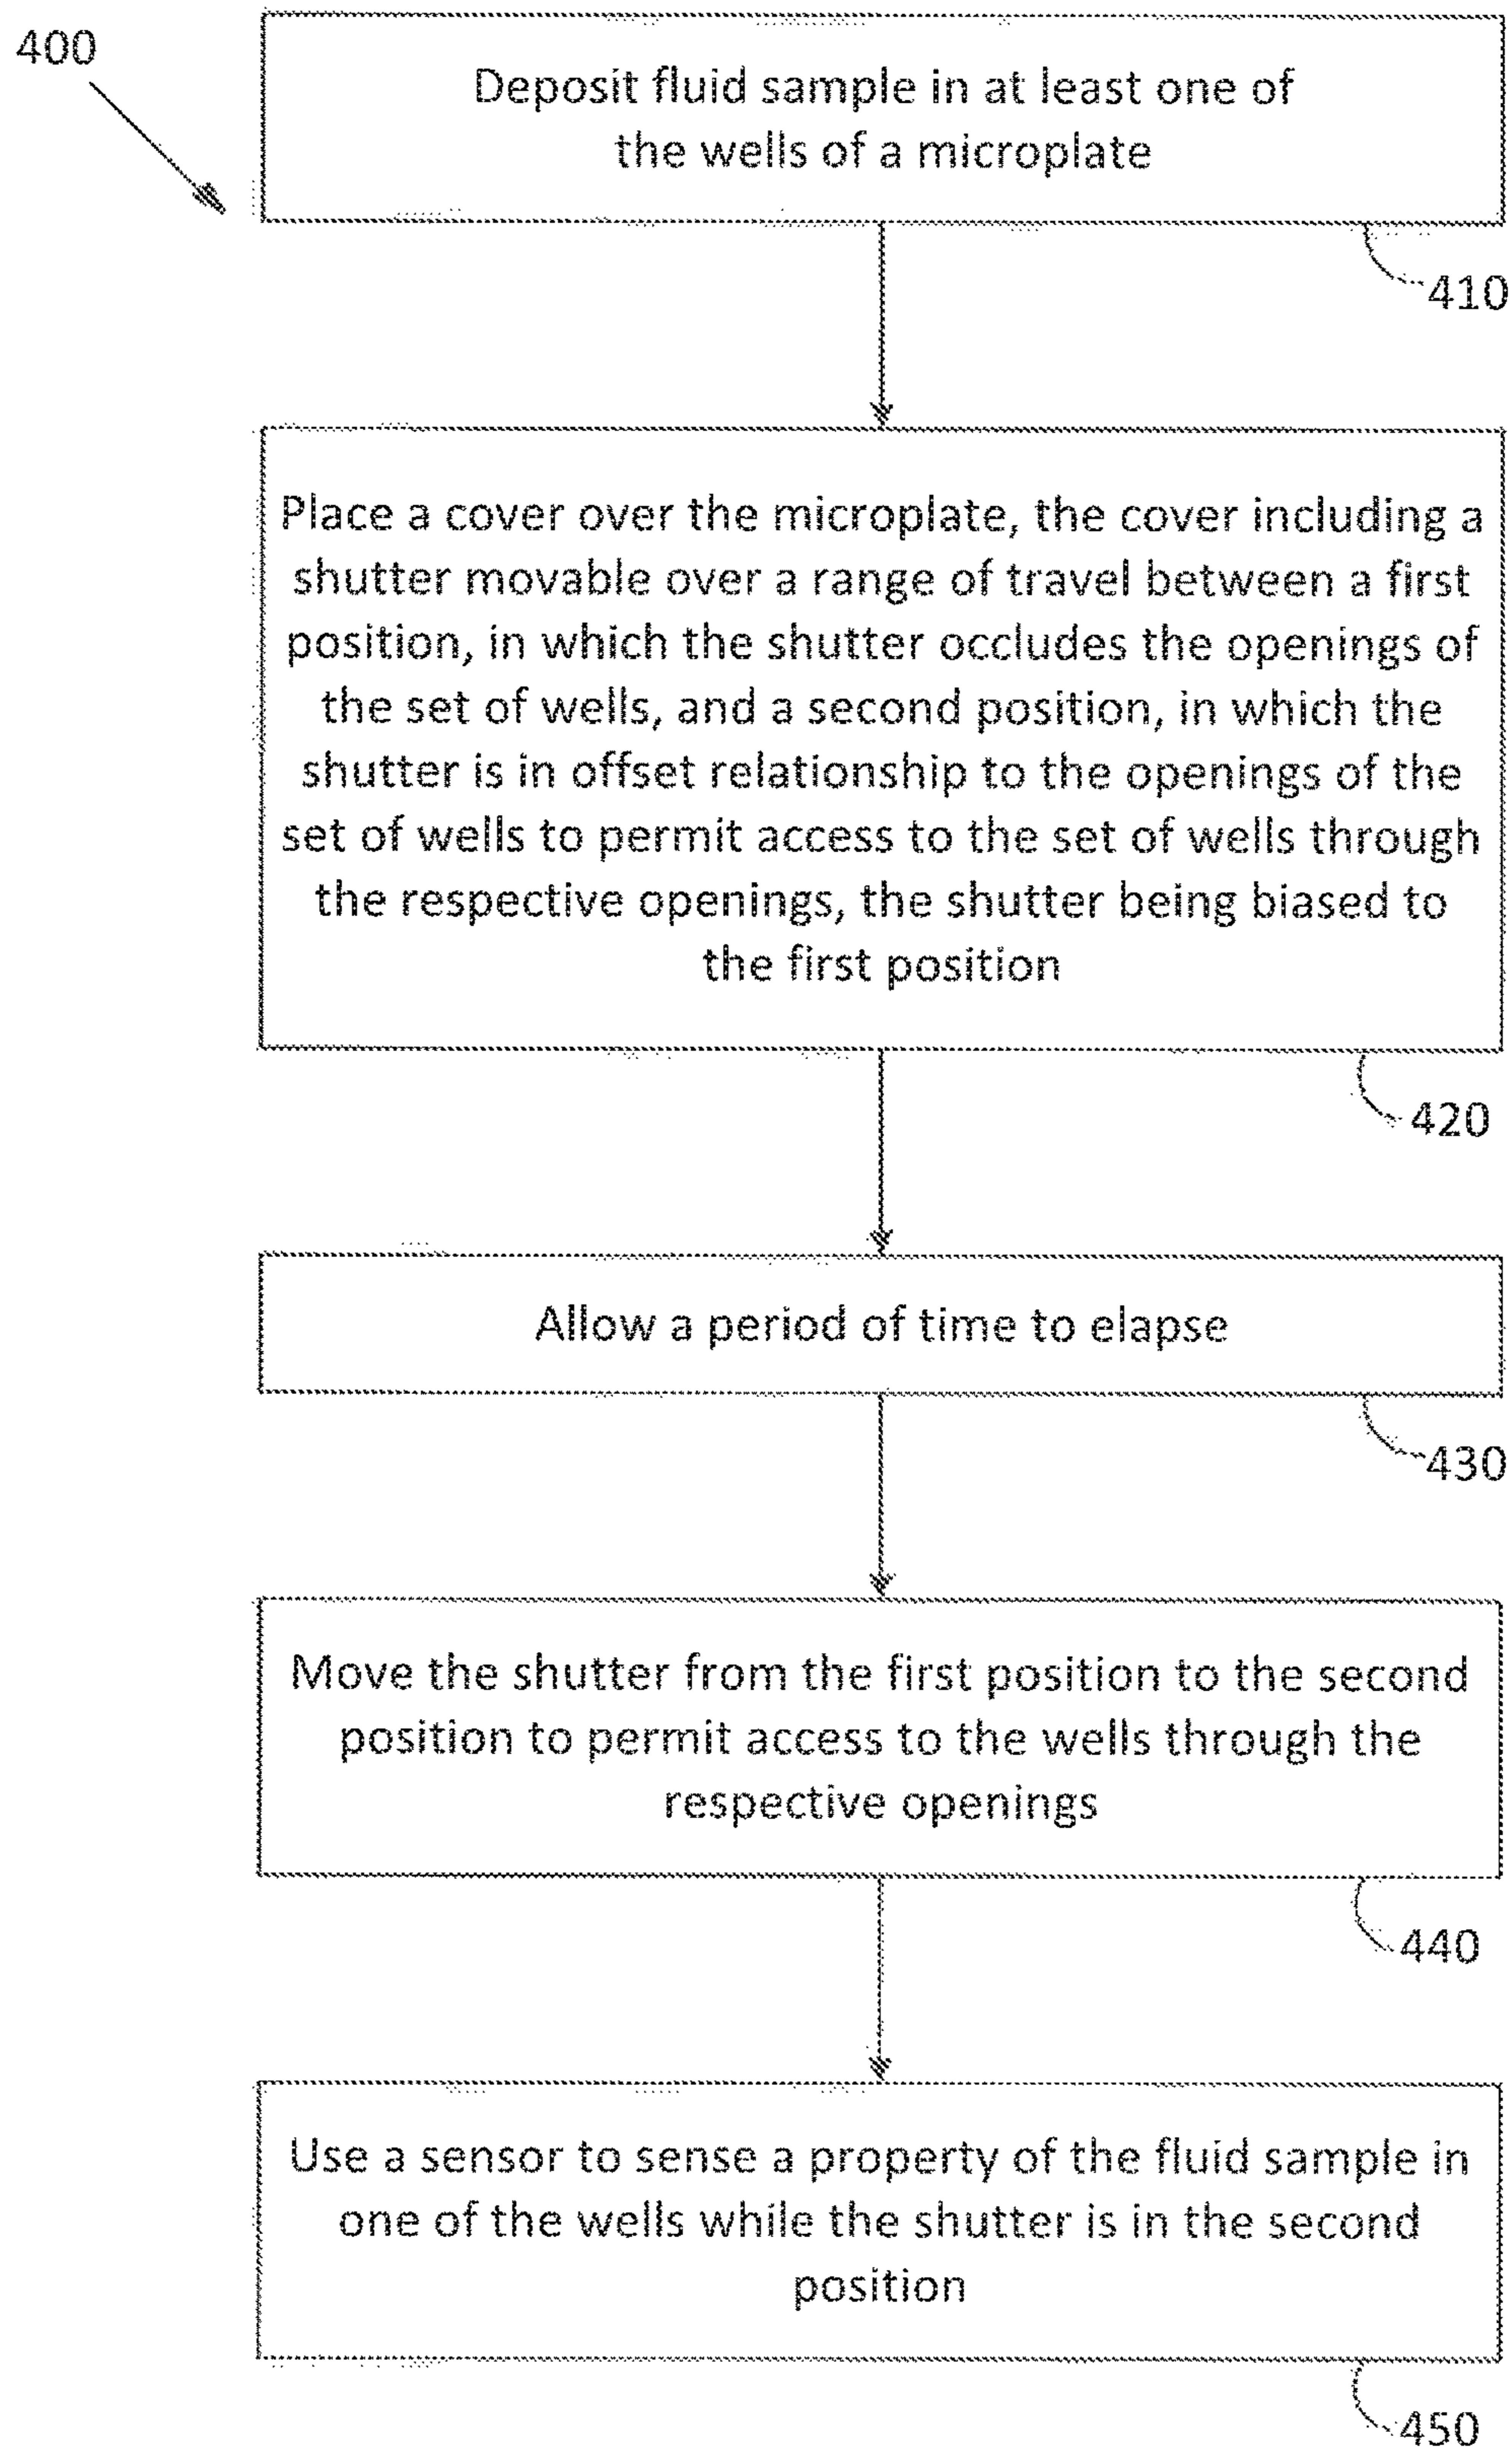 400
Deposit fluid sample in at least one of
the wells of a microplate
410
Place a cover over the microplate, the cover including a
shutter movable over a range of travel between a first
position, in which the shutter occludes the openings of
the set of wells, and a second position, in which the
shutter is in offset relationship to the openings of the
set of wells to permit access to the set of wells through
the respective openings, the shutter being biased to
the first position
420
Allow a period of time to elapse
430
Move the shutter from the first position to the second
position to permit access to the wells through the
respective openings
440
Use a sensor to sense a property of the fluid sample in
one of the wells while the shutter is in the second
position
450